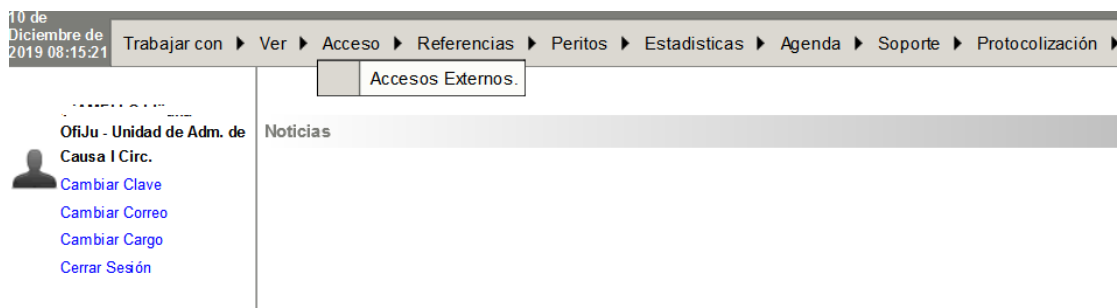 10 de
Diciembre de
2019 08:15:21
Trabajar con Ver Acceso Referencias Peritos Estadisticas Agenda Soporte Protocolización
Accesos Externos.
OfiJu - Unidad de Adm. de
Causa I Circ.
Cambiar Clave
Cambiar Correo
Cambiar Cargo
Cerrar Sesión
Noticias